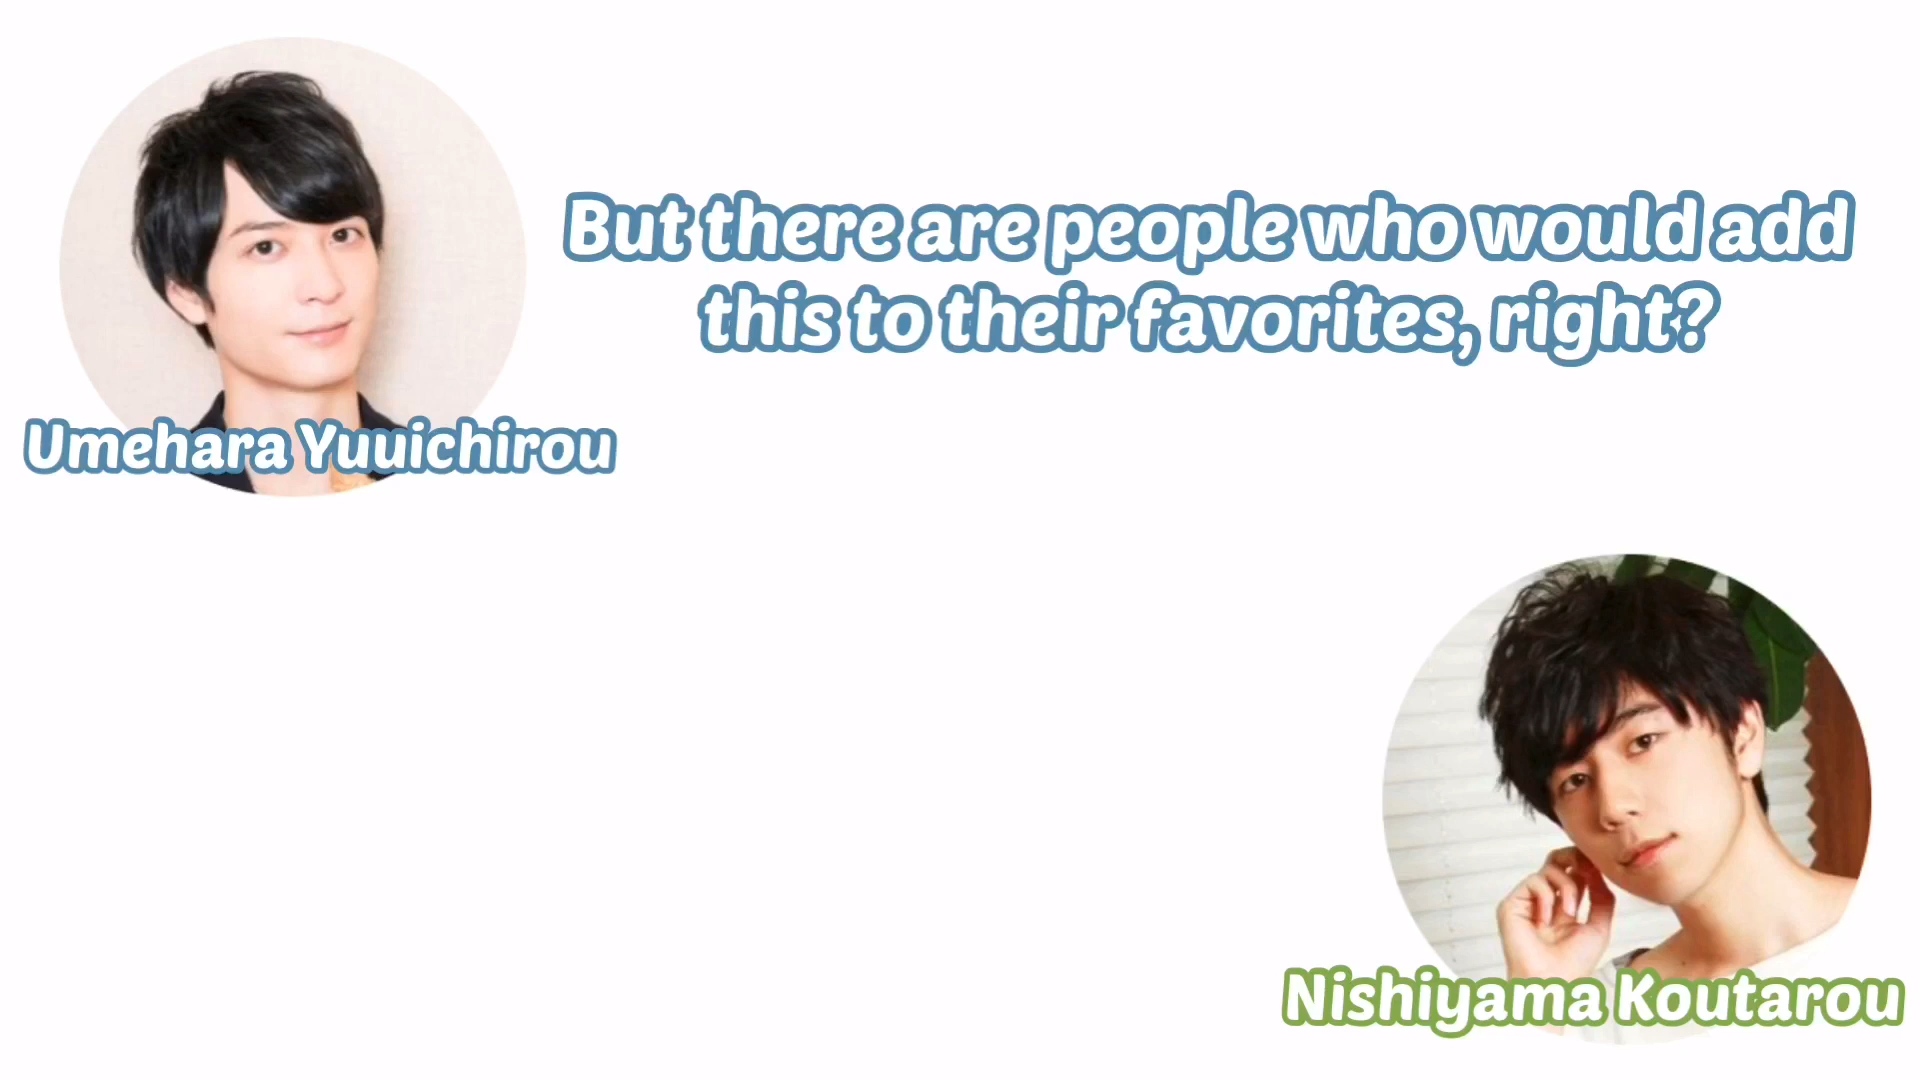 But there are people who would add
this to their favorites, right?
Umehara Yuuichirou
Nishiyama Koutarou